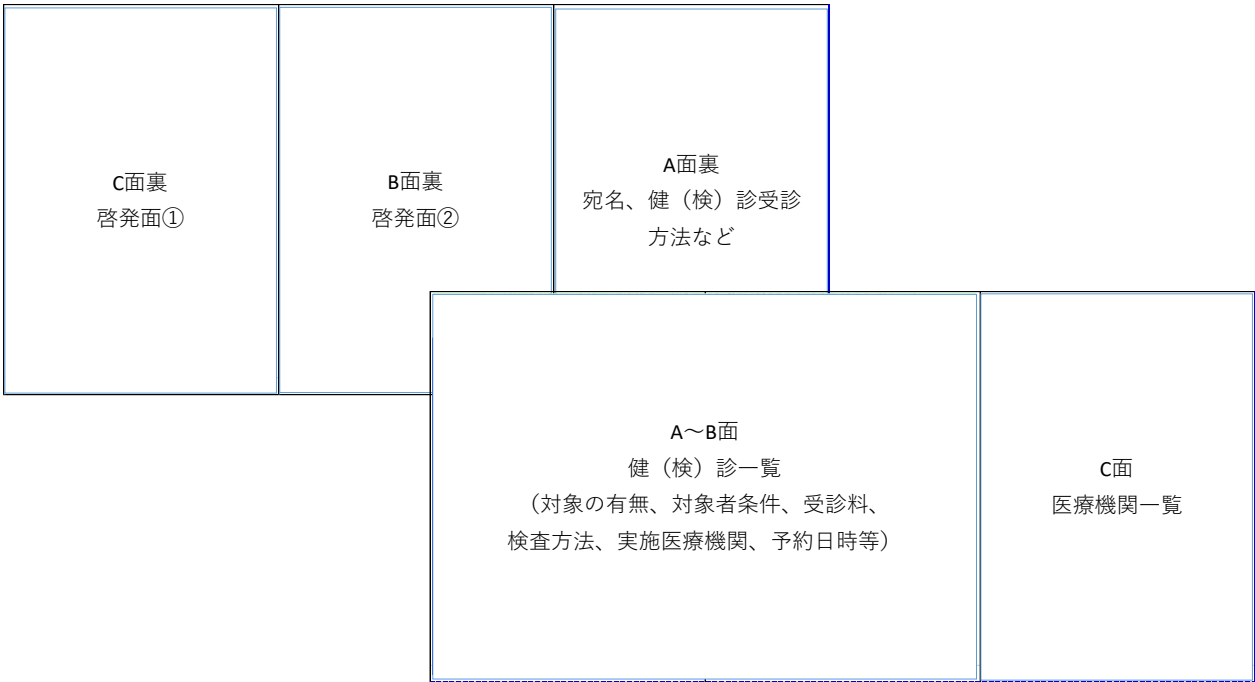 C面裏
啓発面①
B面裏
啓発面②
A面裏
宛名、健（検）診受診
方法など
A～B面
健（検）診一覧
（対象の有無、対象者条件、受診料、
検査方法、実施医療機関、予約日時等）
C面
医療機関一覧